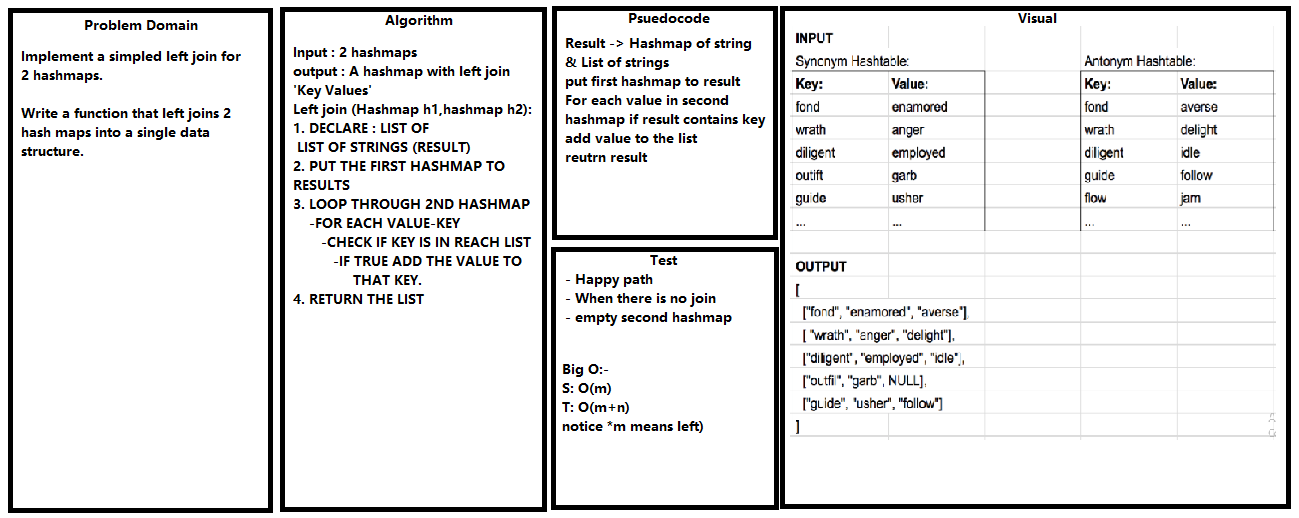 Problem Domain
Implement a simpled left join for
2 hashmaps.
Write a function that left joins 2
hash maps into a single data
structure.
Algorithm
Input : 2 hashmaps
output : A hashmap with left join
'Key Values'
Left join (Hashmap h1,hashmap h2):
1. DECLARE : LIST OF
LIST OF STRINGS (RESULT)
2. PUT THE FIRST HASHMAP TO
RESULTS
3. LOOP THROUGH 2ND HASHMAP
-FOR EACH VALUE-KEY
-CHECK IF KEY IS IN REACH LIST
-IF TRUE ADD THE VALUE TO
THAT KEY.
4. RETURN THE LIST
Psuedocode
Result -> Hashmap of string
& List of strings
put first hashmap to result
For each value in second
hashmap if result contains key
add value to the list
reutrn result
Test
- Happy path
- When there is no join
- empty second hashmap
Big O:-
S: O(m)
T: O(m+n)
notice *m means left)
Visual
INPUT
Synonym Hashtable: Antonym Hashtable:
Key: Value: Key: Value:
fond enamored fond averse
wrath anger wrath delight
diligent employed diligent idle
outift garb guide follow
guide usher flow jam
... ... ... ...
OUTPUT
[
["fond", "enamored", "averse"],
[ "wrath", "anger", "delight"],
["diligent", "employed", "idle"],
["outfil", "garb", NULL],
["guide", "usher", "follow"]
]